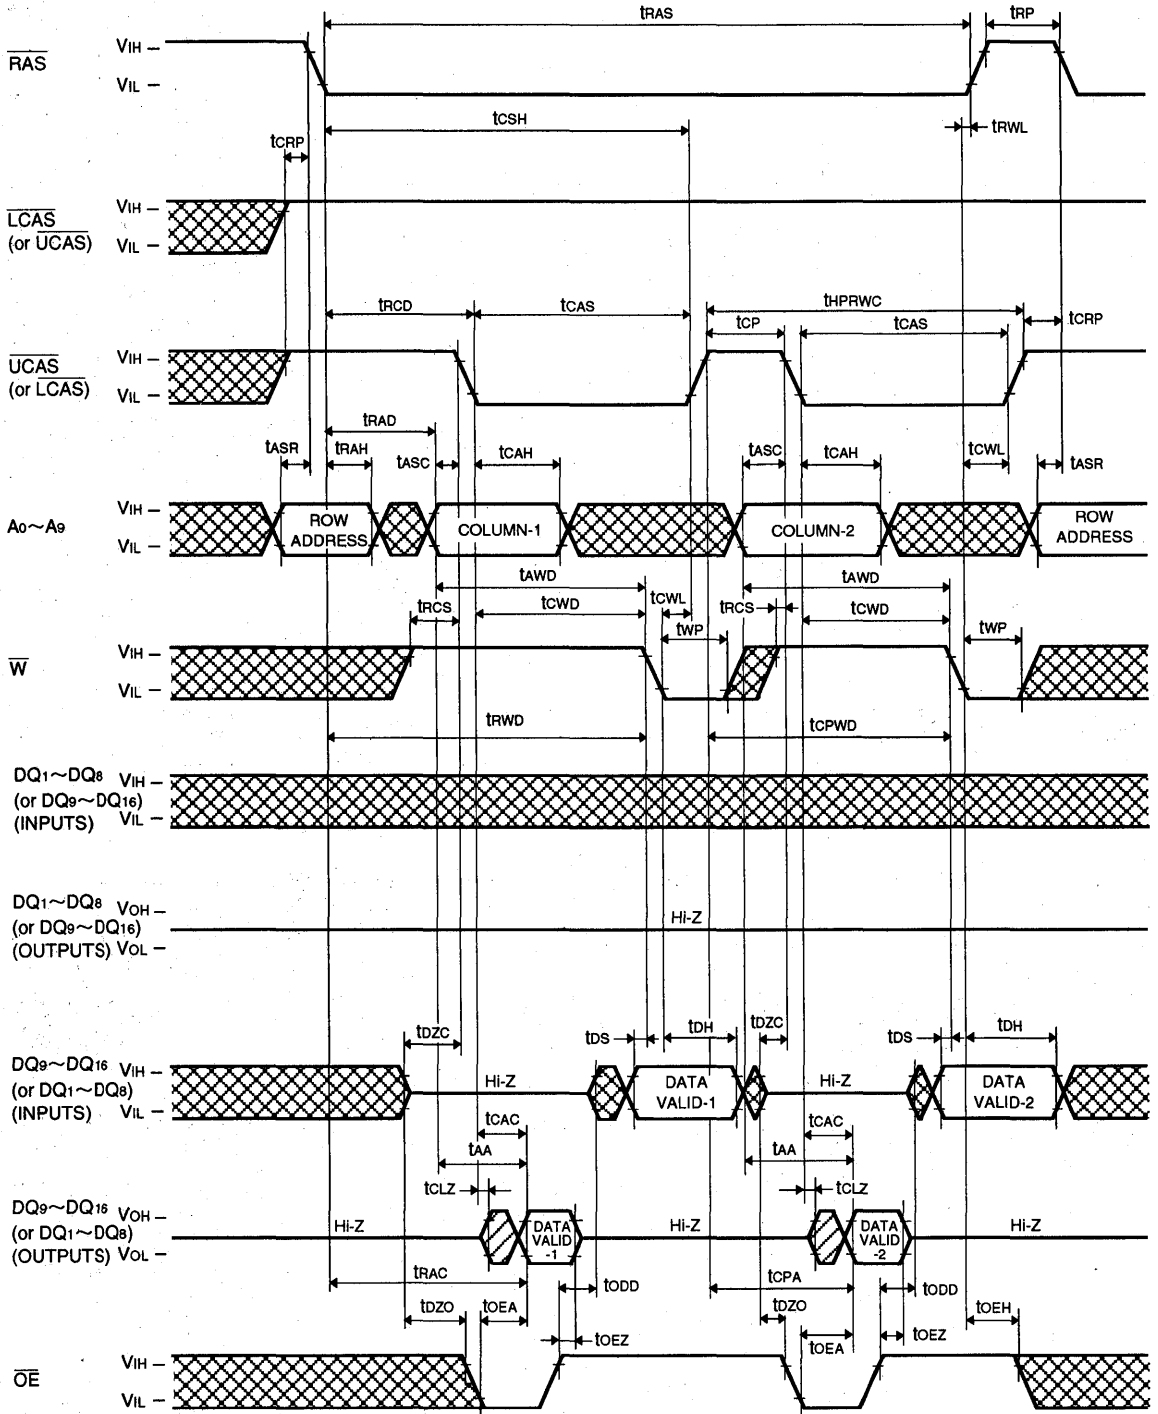 tRAS
tRP
RAS
VIH
VIL
tCSH
tRWL
tCRP
LCAS
(or UCAS)
VIH
VIL
tRCD
tCAS
tHPRWC
tCP
tCAS
tCRP
UCAS
(or LCAS)
VIH
VIL
tRAD
tASR
tRAH
tASC
tCAH
tASC
tCAH
tCWL
tASR
A0~A9
VIH
VIL
ROW
ADDRESS
COLUMN-1
COLUMN-2
ROW
ADDRESS
tAWD
tAWD
tRCS
tCWD
tCWL
tRCS
tCWD
tWP
tWP
W
VIH
VIL
tRWD
tCPWD
DQ1~DQ8
(or DQ9~DQ16)
(INPUTS)
VIH
VIL
DQ1~DQ8
(or DQ9~DQ16)
(OUTPUTS)
VOH
VOL
Hi-Z
tDZC
tDS
tDH
tDZC
tDS
tDH
DQ9~DQ16
(or DQ1~DQ8)
(INPUTS)
VIH
VIL
Hi-Z
DATA
VALID-1
Hi-Z
DATA
VALID-2
tCAC
tCAC
tAA
tAA
tCLZ
tCLZ
DQ9~DQ16
(or DQ1~DQ8)
(OUTPUTS)
VOH
VOL
Hi-Z
DATA
VALID
-1
Hi-Z
DATA
VALID
-2
Hi-Z
tRAC
tODD
tCPA
tODD
tDZO
tOEA
tOEZ
tDZO
tOEA
tOEZ
tOEH
OE
VIH
VIL